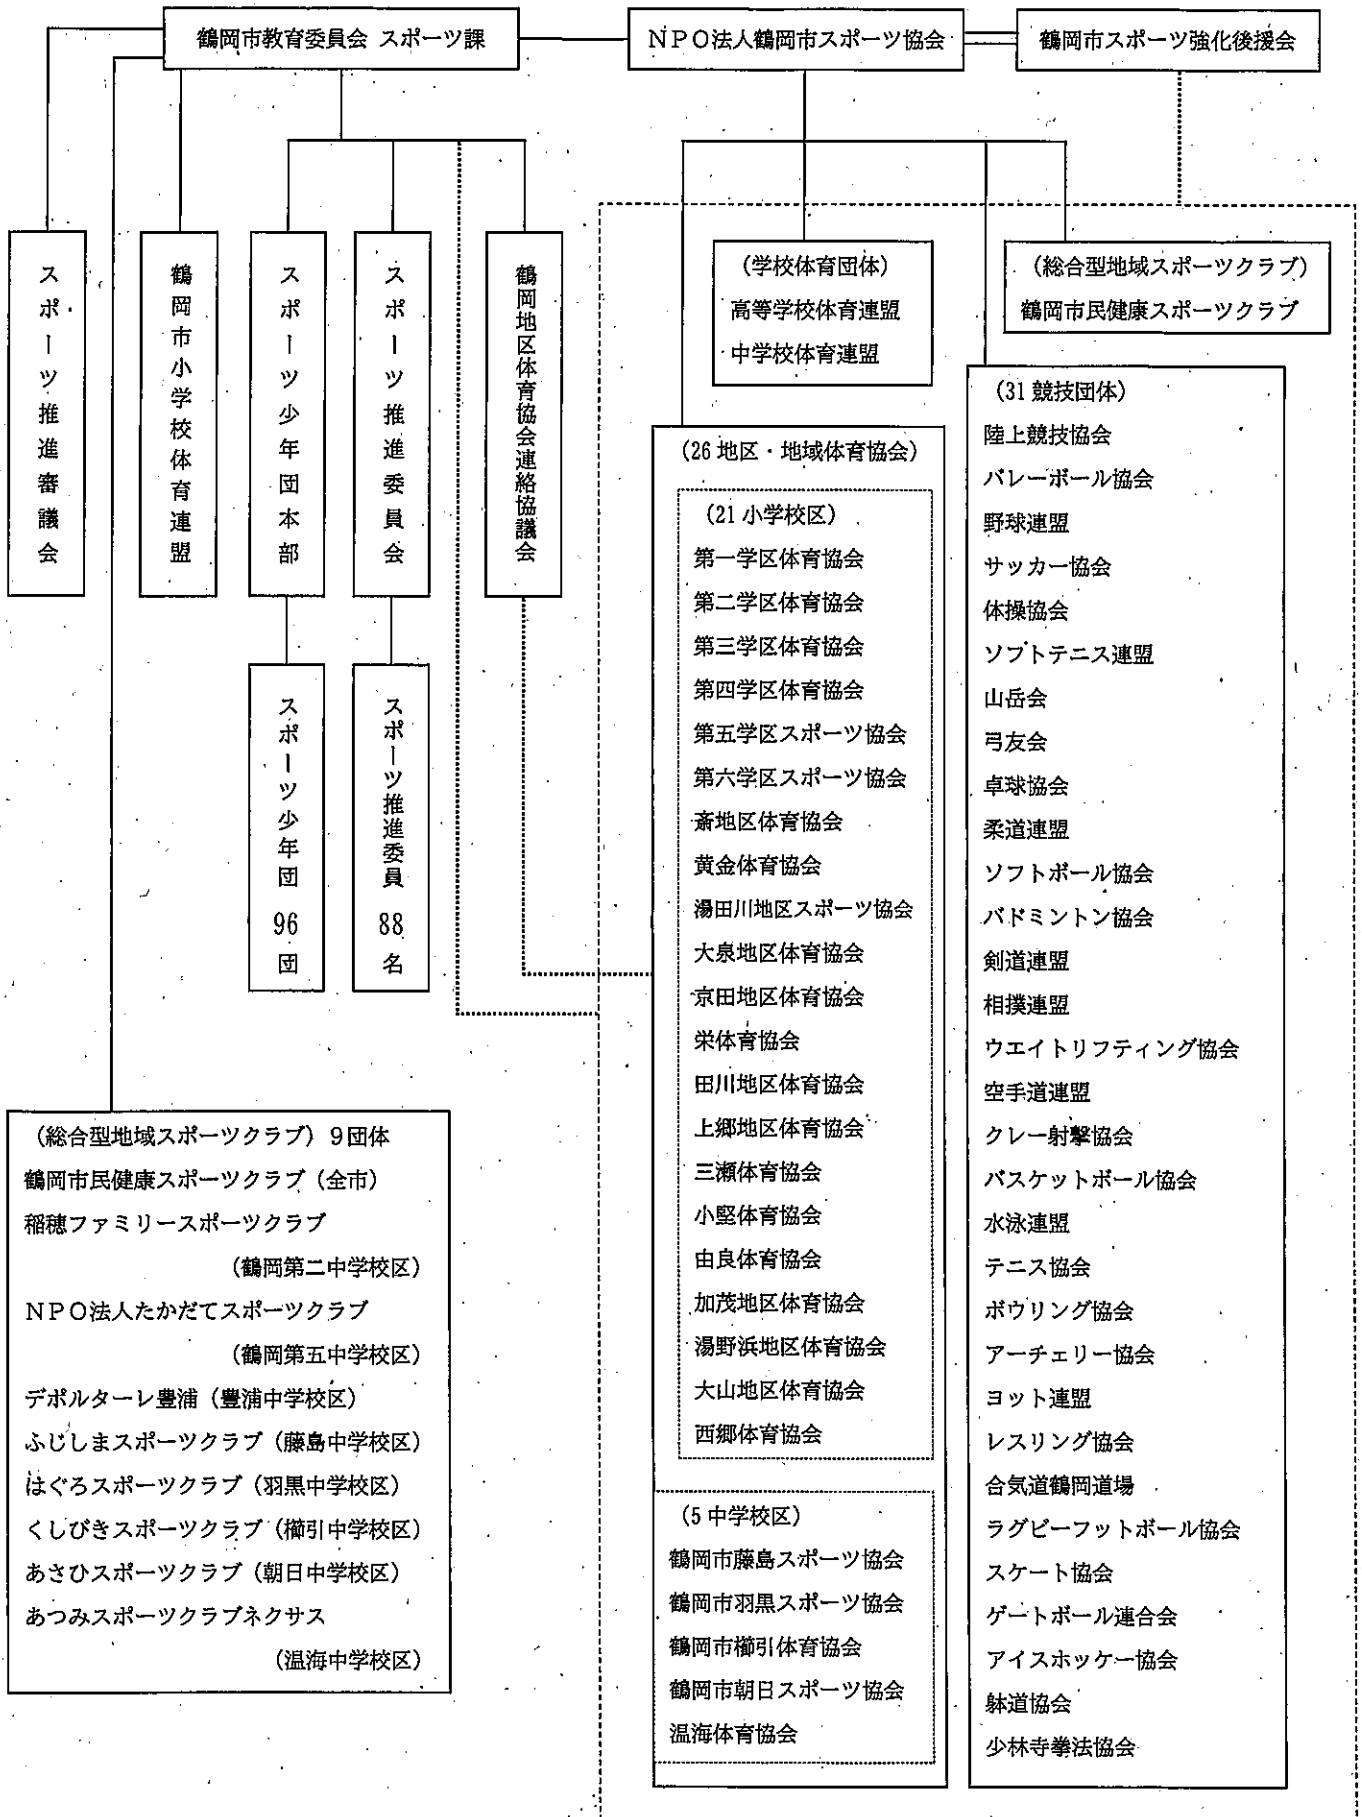 鶴岡市教育委員会 スポーツ課
NPO法人鶴岡市スポーツ協会
鶴岡市スポーツ強化後援会
スポーツ推進審議会
鶴岡市小学校体育連盟
スポーツ少年団本部
スポーツ推進委員会
鶴岡地区体育協会連絡協議会
スポーツ少年団 96団
スポーツ推進委員 88名
(総合型地域スポーツクラブ)9団体
鶴岡市民健康スポーツクラブ(全市)
稲穂ファミリースポーツクラブ
(鶴岡第二中学校区)
NPO法人たかだてスポーツクラブ
(鶴岡第五中学校区)
デポルターレ豊浦(豊浦中学校区)
ふじしまスポーツクラブ(藤島中学校区)
はぐろスポーツクラブ(羽黒中学校区)
くしびきスポーツクラブ(櫛引中学校区)
あさひスポーツクラブ(朝日中学校区)
あつみスポーツクラブネクサス
(温海中学校区)
(学校体育団体)
高等学校体育連盟
中学校体育連盟
(総合型地域スポーツクラブ)
鶴岡市民健康スポーツクラブ
(26地区・地域体育協会)
(21小学校区)
第一学区体育協会
第二学区体育協会
第三学区体育協会
第四学区体育協会
第五学区スポーツ協会
第六学区スポーツ協会
斎地区体育協会
黄金体育協会
湯田川地区スポーツ協会
大泉地区体育協会
京田地区体育協会
栄体育協会
田川地区体育協会
上郷地区体育協会
三瀬体育協会
小堅体育協会
由良体育協会
加茂地区体育協会
湯野浜地区体育協会
大山地区体育協会
西郷体育協会
(5中学校区)
鶴岡市藤島スポーツ協会
鶴岡市羽黒スポーツ協会
鶴岡市櫛引体育協会
鶴岡市朝日スポーツ協会
温海体育協会
(31競技団体)
陸上競技協会
バレーボール協会
野球連盟
サッカー協会
体操協会
ソフトテニス連盟
山岳会
弓友会
卓球協会
柔道連盟
ソフトボール協会
バドミントン協会
剣道連盟
相撲連盟
ウエイトリフティング協会
空手道連盟
クレー射撃協会
バスケットボール協会
水泳連盟
テニス協会
ボウリング協会
アーチェリー協会
ヨット連盟
レスリング協会
合気道鶴岡道場
ラグビーフットボール協会
スケート協会
ゲートボール連合会
アイスホッケー協会
躰道協会
少林寺拳法協会